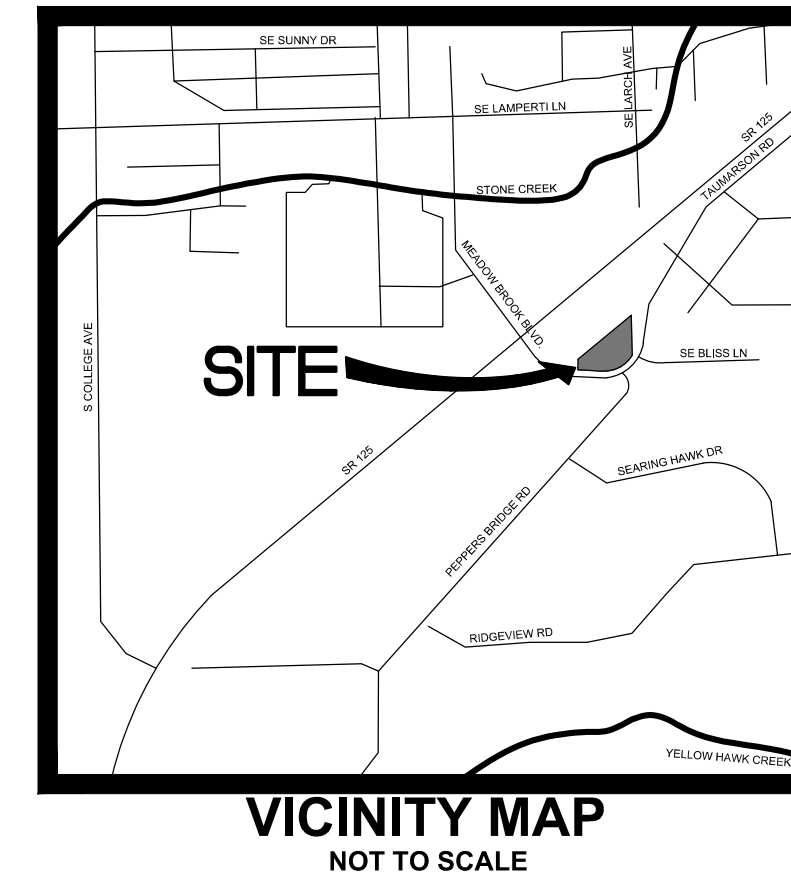 SE SUNNY DR
SE LARCH AVE
SE LAMPERTI LN
SR 125
TAUMARSON RD
STONE CREEK
MEADOW BROOK BLVD.
S COLLEGE AVE
SITE
SE BLISS LN
SR 125
SEARING HAWK DR
PEPPERS BRIDGE RD
RIDGEVIEW RD
YELLOW HAWK CREEK
VICINITY MAP
NOT TO SCALE